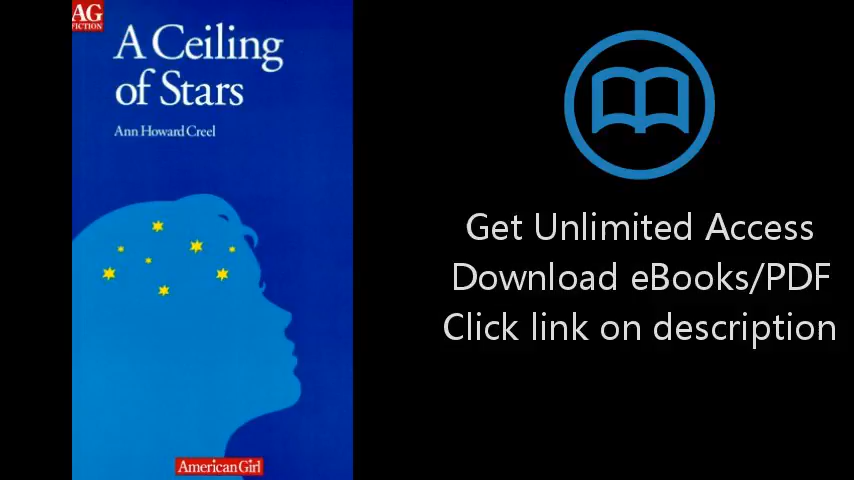 AG
FICTION
A Ceiling
of Stars
Ann Howard Creel
American Girl
Get Unlimited Access
Download eBooks/PDF
Click link on description